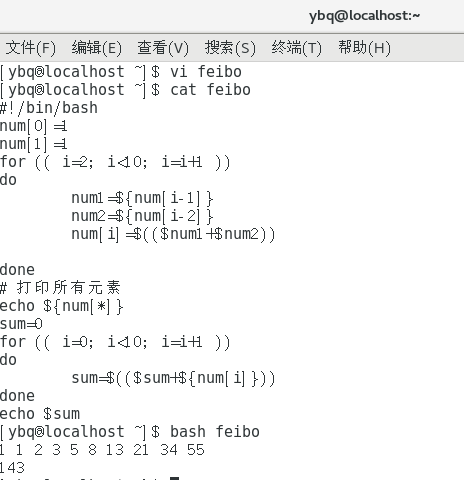 ybq@localhost:~
文件(F) 编辑(E) 查看(V) 搜索(S) 终端(T) 帮助(H)
[ybq@localhost ~]$ vi feibo
[ybq@localhost ~]$ cat feibo
#!/bin/bash
num[0]=1
num[1]=1
for (( i=2; i<10; i=i+1 ))
do
        num1=${num[i-1]}
        num2=${num[i-2]}
        num[i]=$(($num1+$num2))

done
# 打印所有元素
echo ${num[*]}
sum=0
for (( i=0; i<10; i=i+1 ))
do
        sum=$(($sum+${num[i]}))
done
echo $sum
[ybq@localhost ~]$ bash feibo
1 1 2 3 5 8 13 21 34 55
143